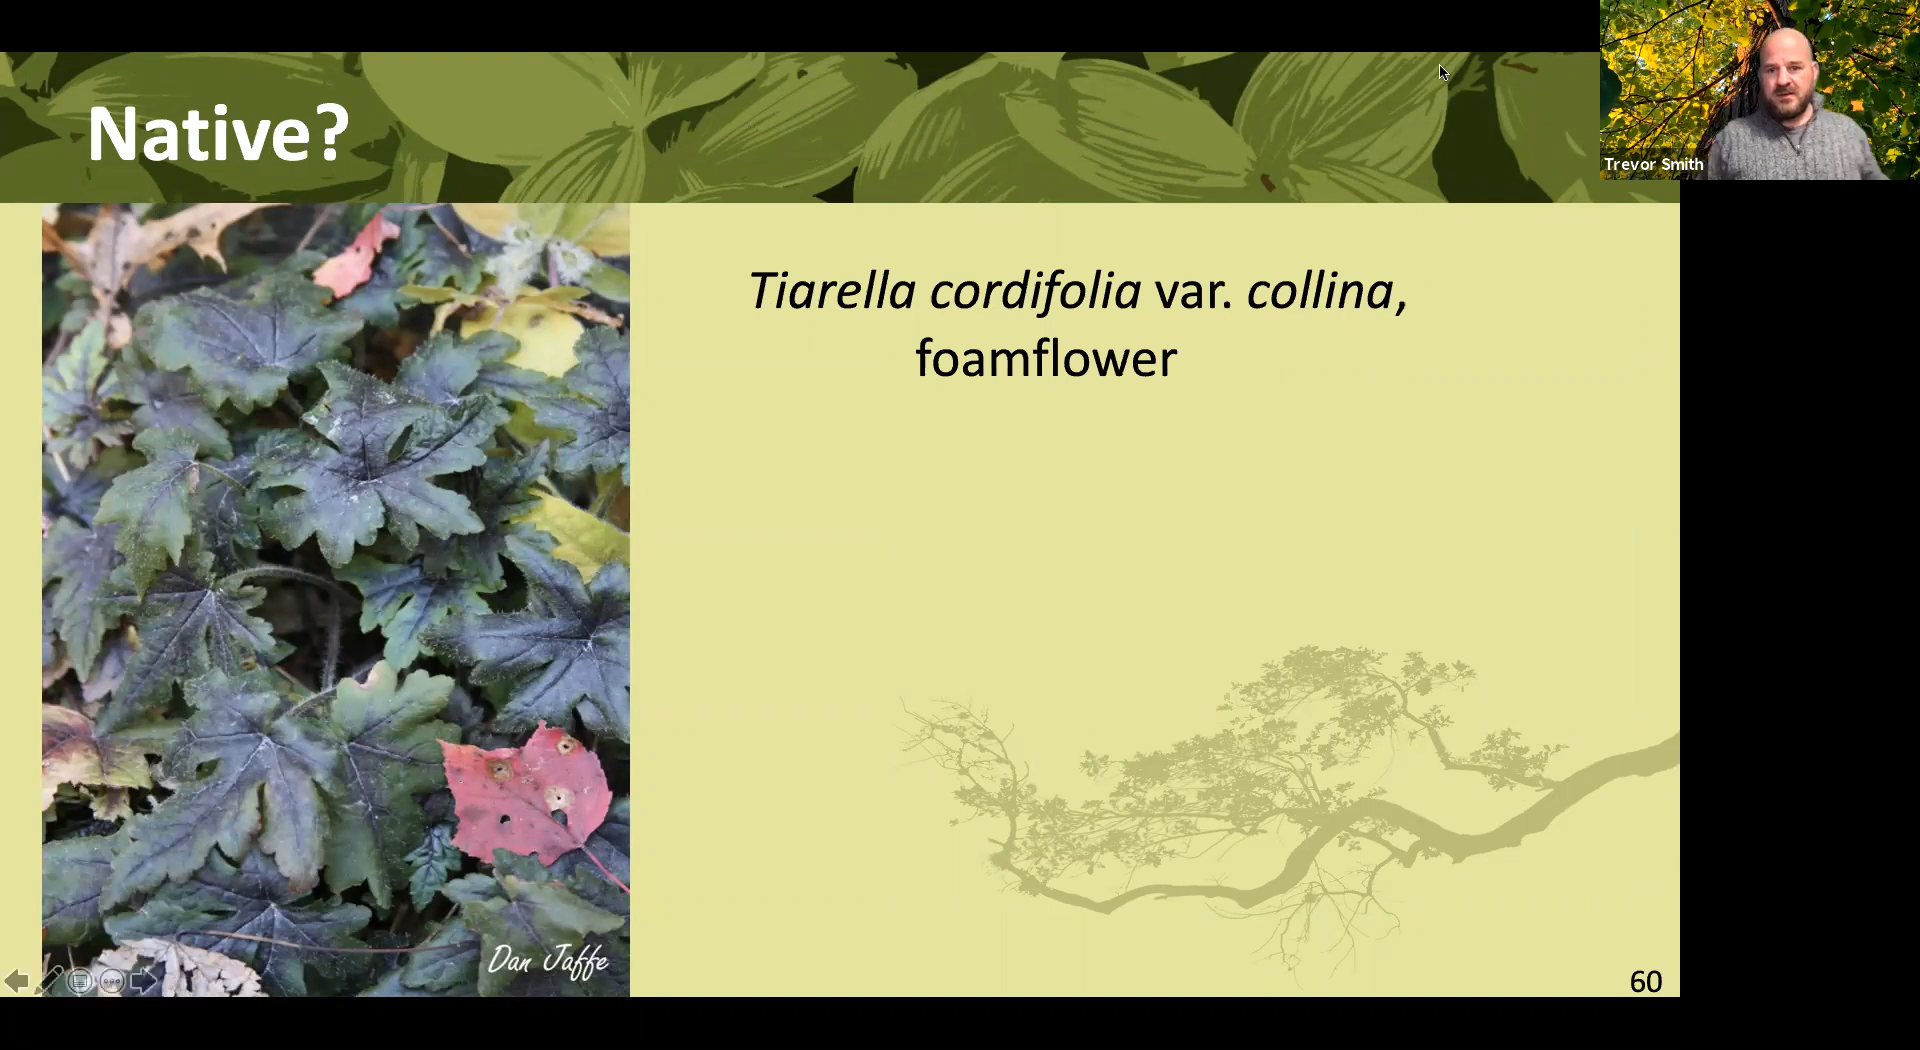 Native?
Trevor Smith
Tiarella cordifolia var. collina,
foamflower
Dan Jaffe
60